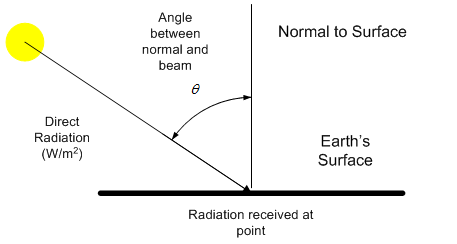 Angle
between
normal and
beam
θ
Normal to Surface
Direct
Radiation
(W/m²)
Earth's
Surface
Radiation received at
point